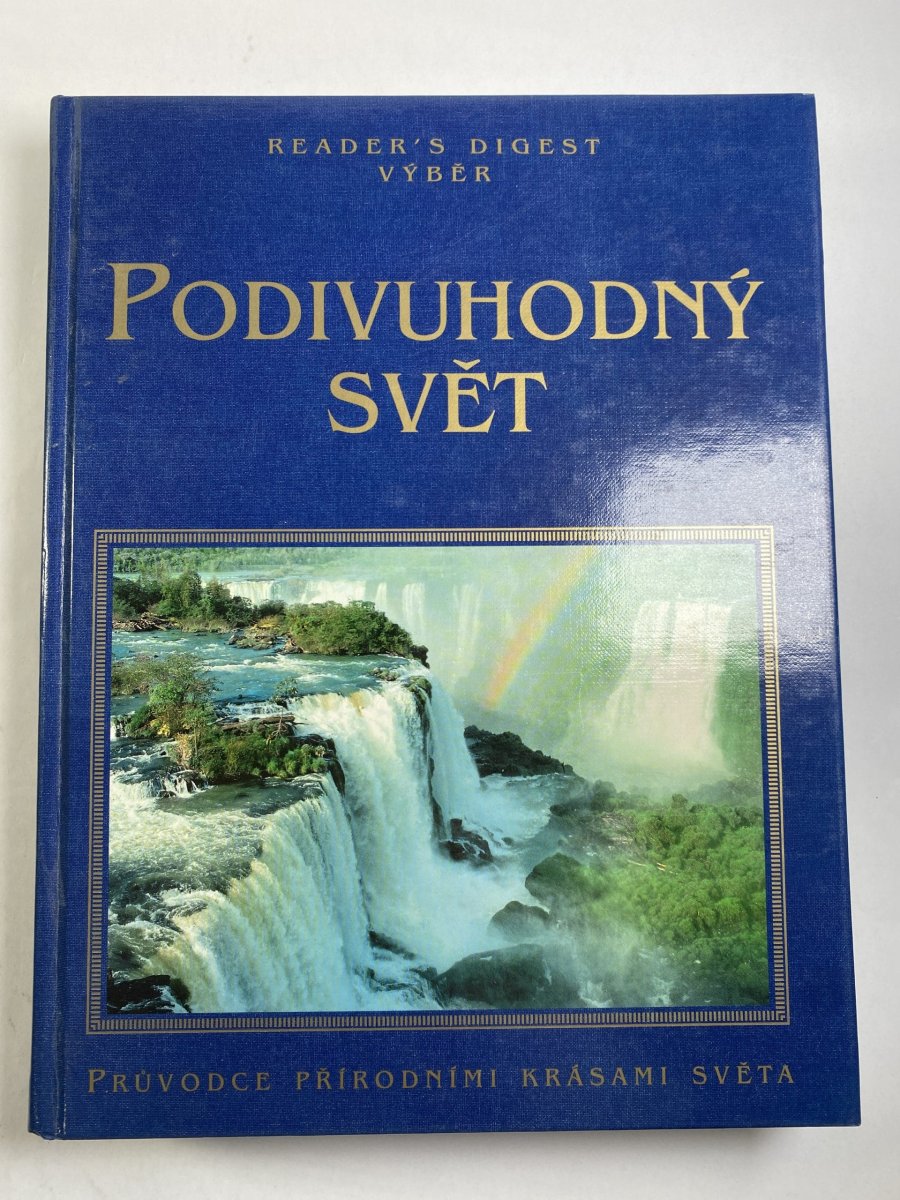 READER'S DIGEST
VÝBĚR
PODIVUHODNÝ
SVĚT
PRŮVODCE PŘÍRODNÍMI KRÁSAMI SVĚTA